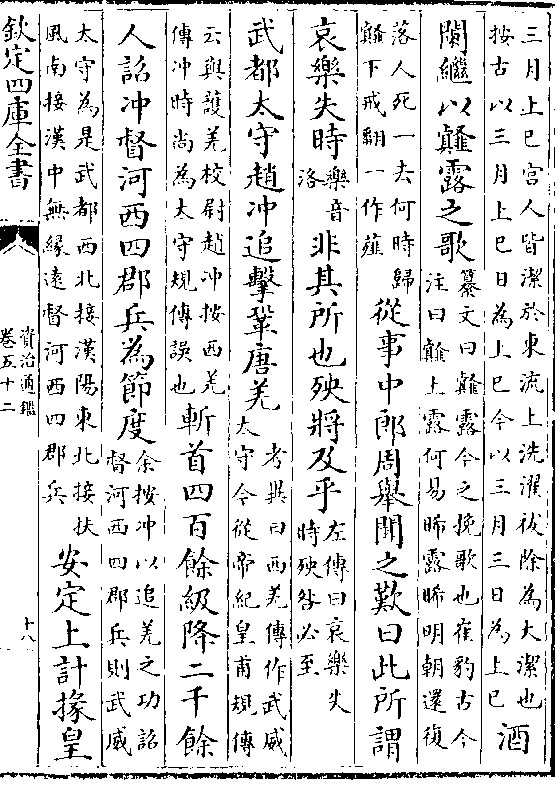 三月上巳宫人皆潔於東流上洗濯祓除為大潔也
按古以三月上巳日為上巳今以三月三日為上巳
酒
闌繼以䪥露之歌
纂文曰䪥露今之挽歌也崔豹古今
注曰䪥上露何易晞露晞明朝還復
落人死一去何時歸
䪥下戒翻一作薤
從事中郎周舉聞之歎曰此所謂
哀樂失時
樂音
洛
非其所也殃將及乎
左傳曰哀樂失
時殃咎必至
武都太守趙冲追擊鞏唐羌
考異曰西羌傳作武威
太守今從帝紀皇甫規傳
云與護羌校尉趙冲按西羌
傳冲時尚為太守規傳誤也
斬首四百餘級降二千餘
人詔冲督河西四郡兵為節度
余按冲以追羌之功詔
督河西四郡兵則武威
太守為是武都西北接漢陽東北接扶
風南接漢中無縁遠督河西四郡兵
安定上計掾皇
欽定四庫全書
資治通鑑
卷五十二
十八